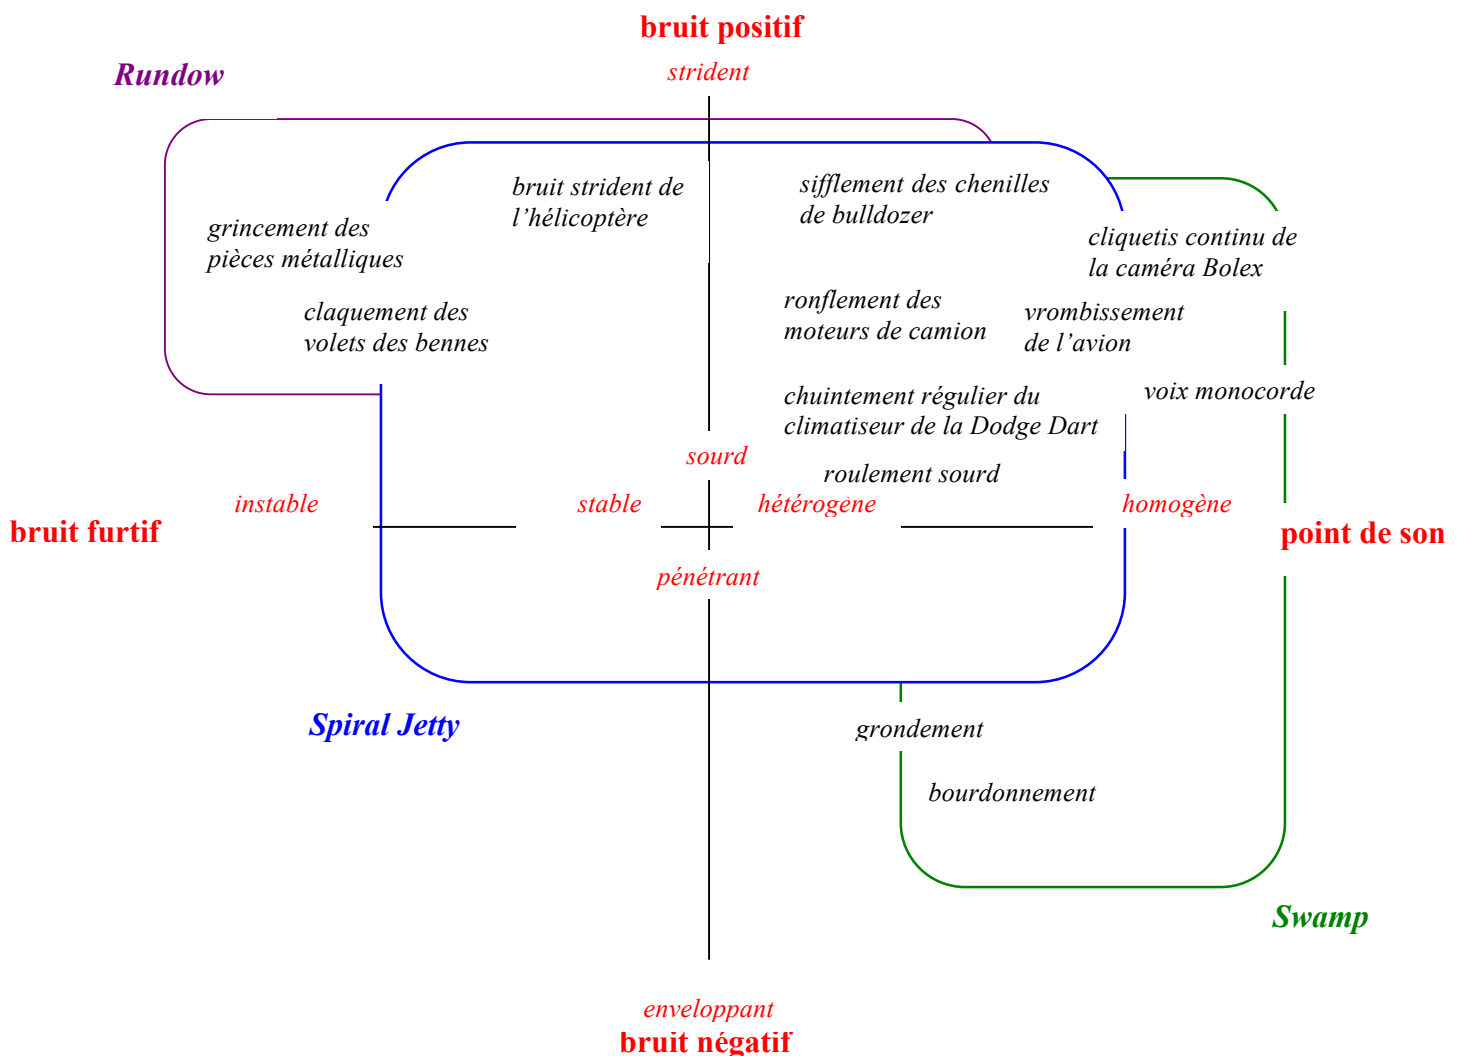 bruit positif
Rundow
strident
bruit strident de
l'hélicoptère
sifflement des chenilles
de bulldozer
grincement des
pièces métalliques
cliquetis continu de
la caméra Bolex
claquement des
volets des bennes
ronflement des
moteurs de camion
vrombissement
de l'avion
chuintement régulier du
climatiseur de la Dodge Dart
voix monocorde
sourd
roulement sourd
instable
stable
hétérogène
homogène
bruit furtif
point de son
pénétrant
Spiral Jetty
grondement
bourdonnement
Swamp
enveloppant
bruit négatif